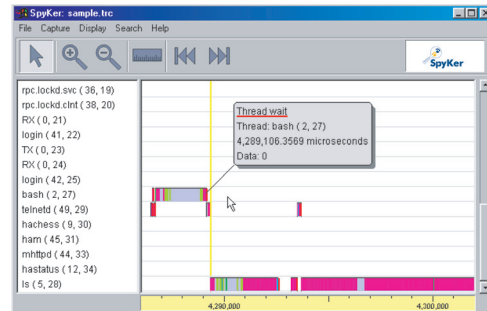 SpyKer: sample.trc
File Capture Display Search Help
SpyKer
rpc.lockd.svc ( 36, 19)
rpc.lockd.clnt ( 38, 20)
RX ( 0, 21)
login ( 41, 22)
TX ( 0, 23)
RX ( 0, 24)
login ( 42, 25)
bash ( 2, 27)
telnetd ( 49, 29)
hachess ( 9, 30)
ham ( 45, 31)
mhttpd ( 44, 33)
hastatus ( 12, 34)
ls ( 5, 28)
Thread wait
Thread: bash ( 2, 27)
4,289,106.3569 microseconds
Data: 0
4,290,000
4,300,000